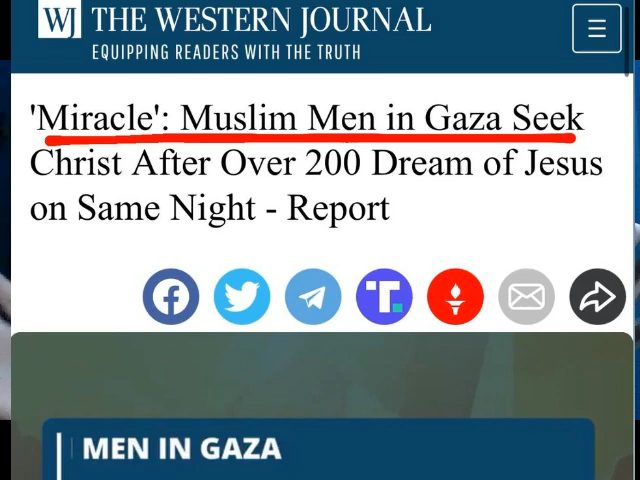 WJ THE WESTERN JOURNAL
EQUIPPING READERS WITH THE TRUTH
'Miracle': Muslim Men in Gaza Seek
Christ After Over 200 Dream of Jesus
on Same Night - Report
MEN IN GAZA